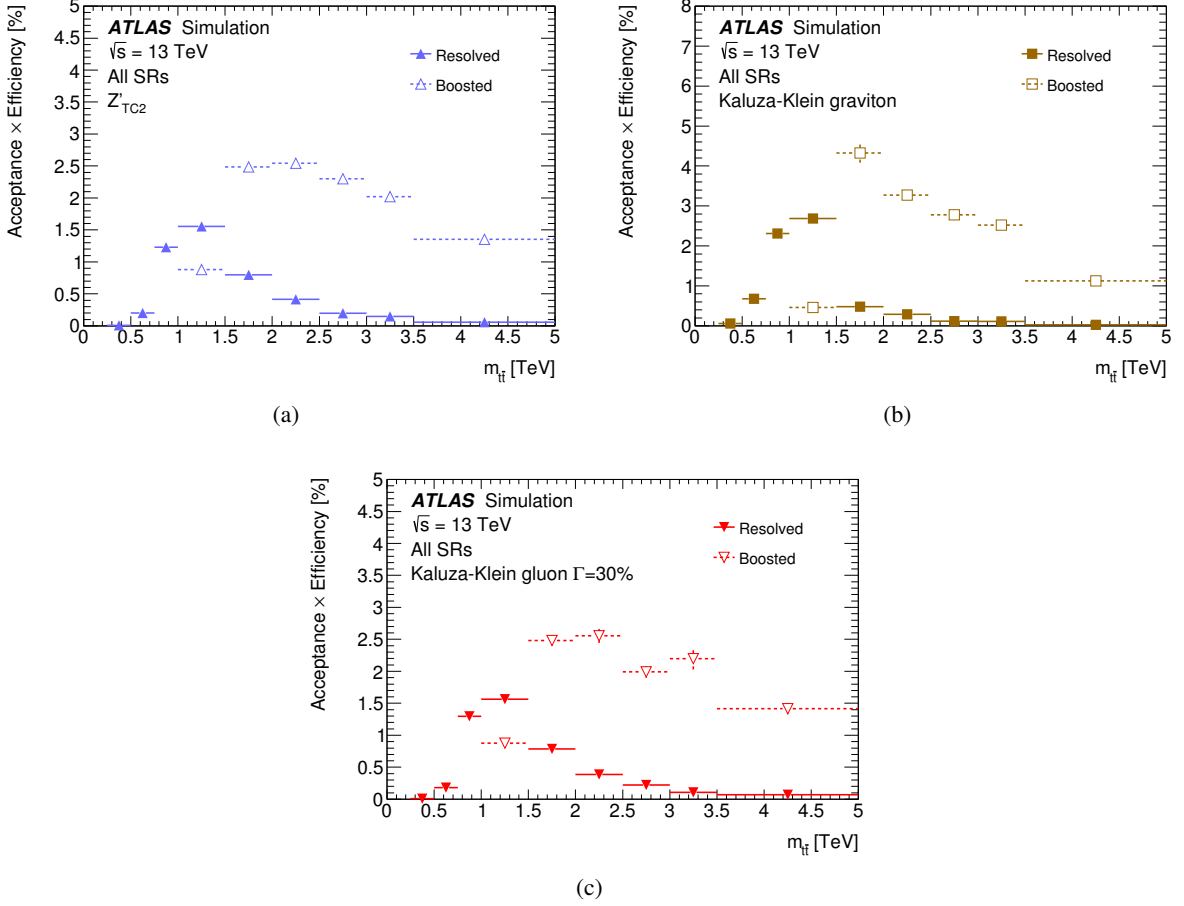 Acceptance × Efficiency [%]
5
4.5
4
3.5
3
2.5
2
1.5
1
0.5
0
ATLAS Simulation
√s = 13 TeV
All SRs
Z'TC2
Resolved
Boosted
0 0.5 1 1.5 2 2.5 3 3.5 4 4.5 5
mtt̄ [TeV]
(a)
Acceptance × Efficiency [%]
8
7
6
5
4
3
2
1
0
ATLAS Simulation
√s = 13 TeV
All SRs
Kaluza-Klein graviton
Resolved
Boosted
0 0.5 1 1.5 2 2.5 3 3.5 4 4.5 5
mtt̄ [TeV]
(b)
Acceptance × Efficiency [%]
5
4.5
4
3.5
3
2.5
2
1.5
1
0.5
0
ATLAS Simulation
√s = 13 TeV
All SRs
Kaluza-Klein gluon Γ=30%
Resolved
Boosted
0 0.5 1 1.5 2 2.5 3 3.5 4 4.5 5
mtt̄ [TeV]
(c)